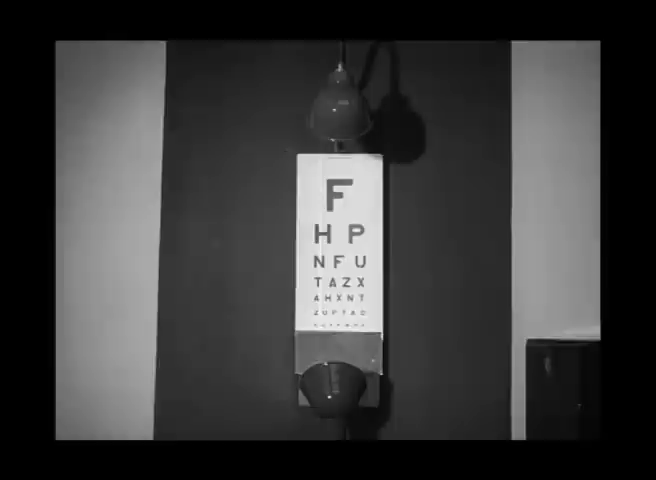 F
H P
N F U
T A Z X
A H X N T
Z U P T A D